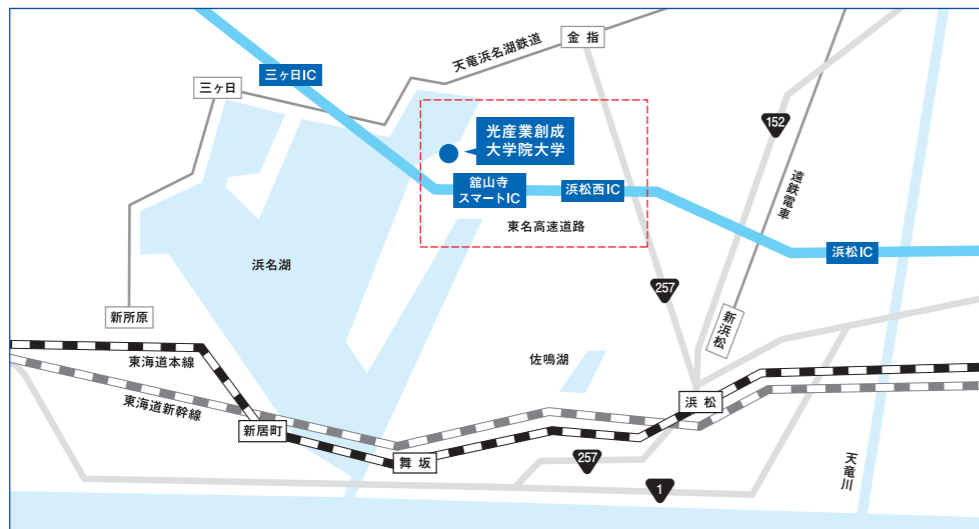 金指
天竜浜名湖鉄道
三ヶ日IC
三ヶ日
152
光産業創成
大学院大学
舘山寺
スマートIC
浜松西IC
遠鉄電車
東名高速道路
浜松IC
浜名湖
257
新所原
新浜松
東海道本線
佐鳴湖
東海道新幹線
浜松
新居町
舞坂
257
天竜川
1